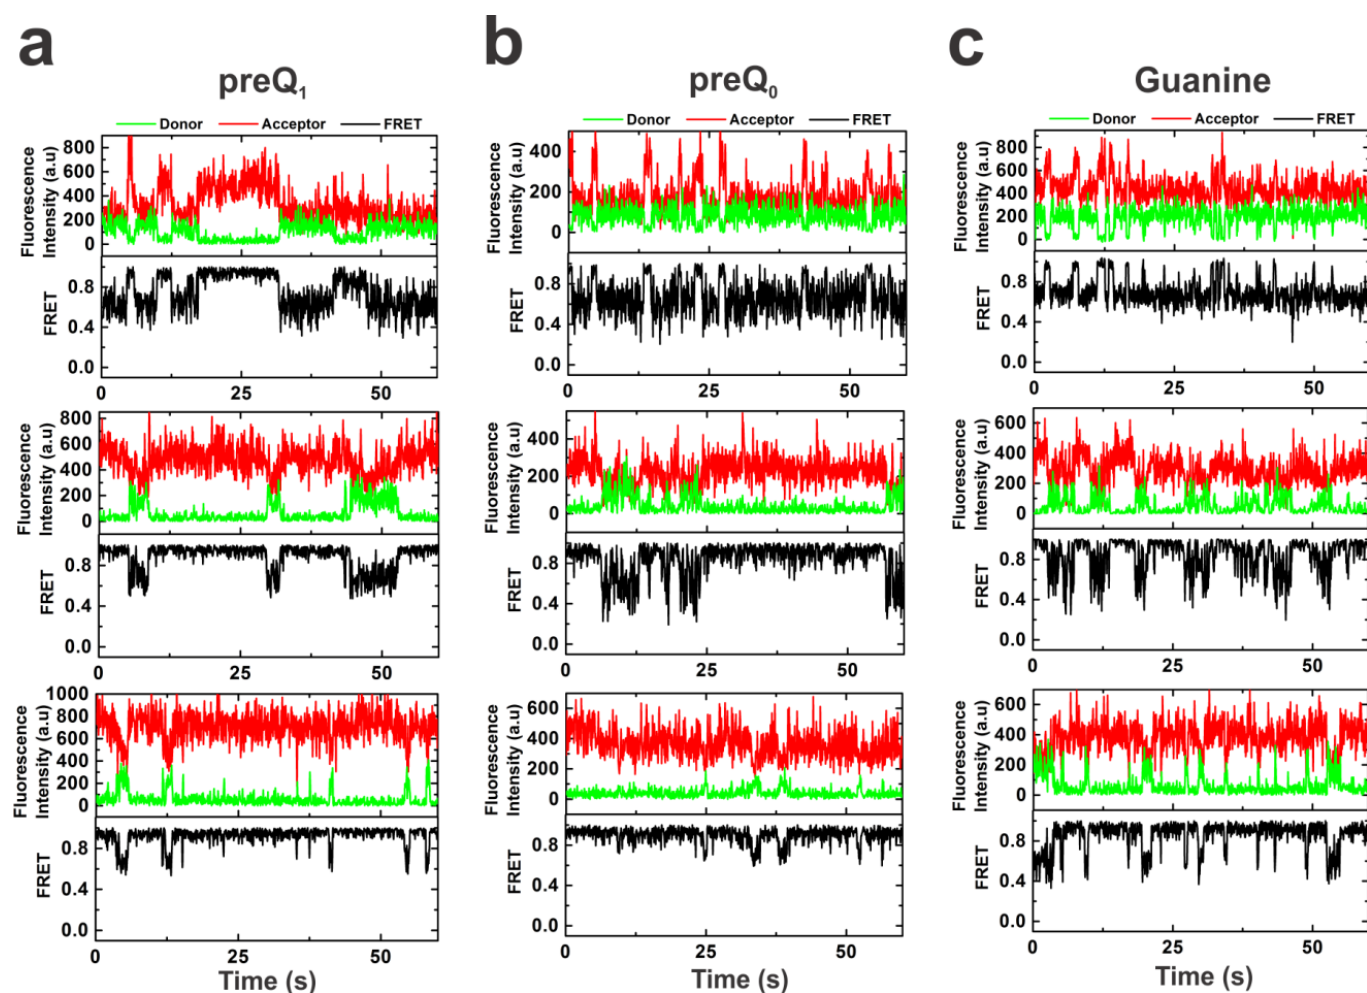 a
preQ1
Donor Acceptor FRET
Fluorescence
Intensity (a.u)
800
600
400
200
0
FRET
0.8
0.4
0.0
0 25 50
Fluorescence
Intensity (a.u)
800
600
400
200
0
FRET
0.8
0.4
0.0
0 25 50
Fluorescence
Intensity (a.u)
1000
800
600
400
200
0
FRET
0.8
0.4
0.0
0 25 50
Time (s)
b
preQ0
Donor Acceptor FRET
Fluorescence
Intensity (a.u)
400
200
0
FRET
0.8
0.4
0.0
0 25 50
Fluorescence
Intensity (a.u)
400
200
0
FRET
0.8
0.4
0.0
0 25 50
Fluorescence
Intensity (a.u)
600
400
200
0
FRET
0.8
0.4
0.0
0 25 50
Time (s)
c
Guanine
Donor Acceptor FRET
Fluorescence
Intensity (a.u)
800
600
400
200
0
FRET
0.8
0.4
0.0
0 25 50
Fluorescence
Intensity (a.u)
600
400
200
0
FRET
0.8
0.4
0.0
0 25 50
Fluorescence
Intensity (a.u)
600
400
200
0
FRET
0.8
0.4
0.0
0 25 50
Time (s)